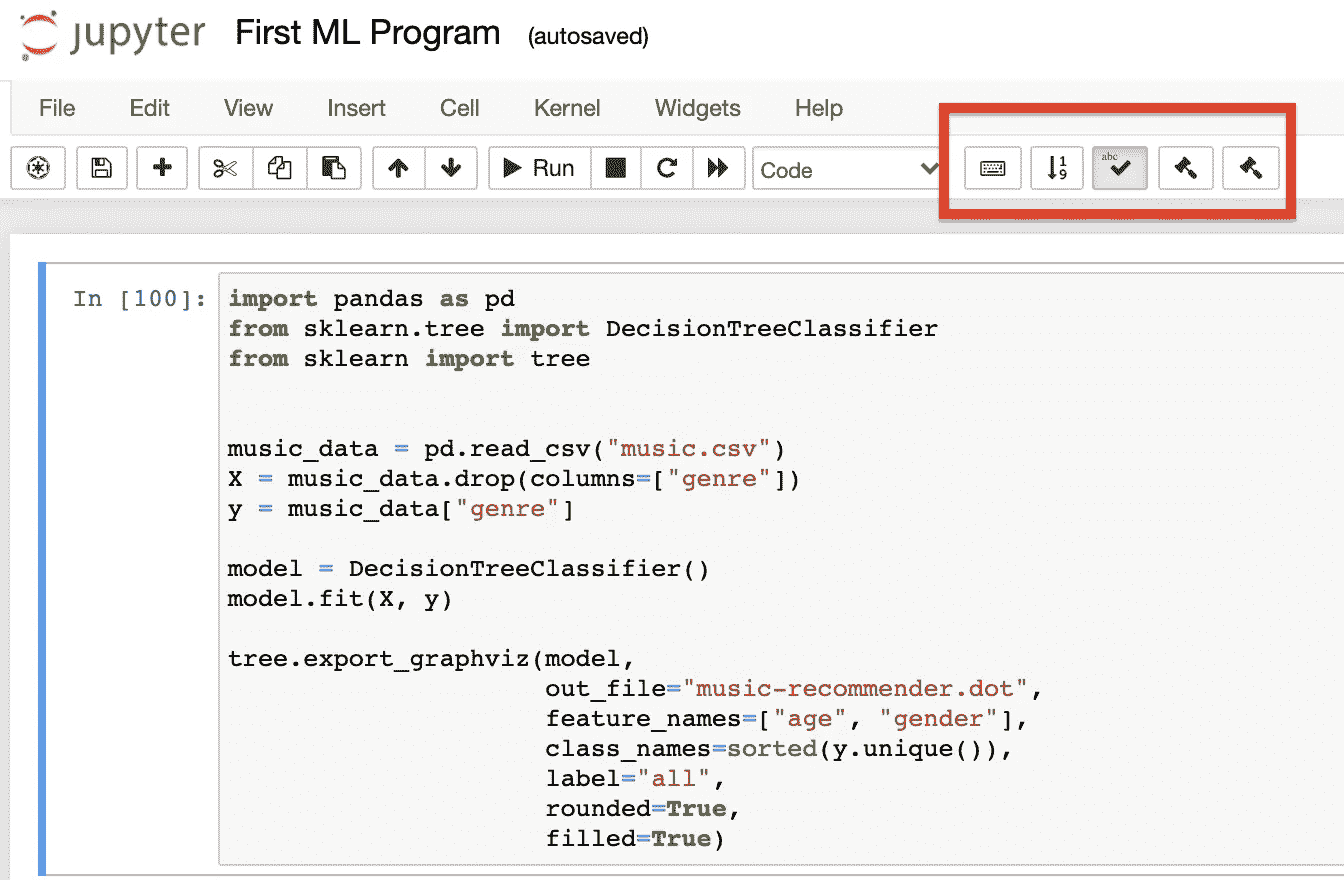 jupyter First ML Program (autosaved)
File Edit View Insert Cell Kernel Widgets Help
Run Code 1 9 abc
In [100]:
import pandas as pd
from sklearn.tree import DecisionTreeClassifier
from sklearn import tree
music_data = pd.read_csv("music.csv")
X = music_data.drop(columns=["genre"])
y = music_data["genre"]
model = DecisionTreeClassifier()
model.fit(X, y)
tree.export_graphviz(model,
out_file="music-recommender.dot",
feature_names=["age", "gender"],
class_names=sorted(y.unique()),
label="all",
rounded=True,
filled=True)